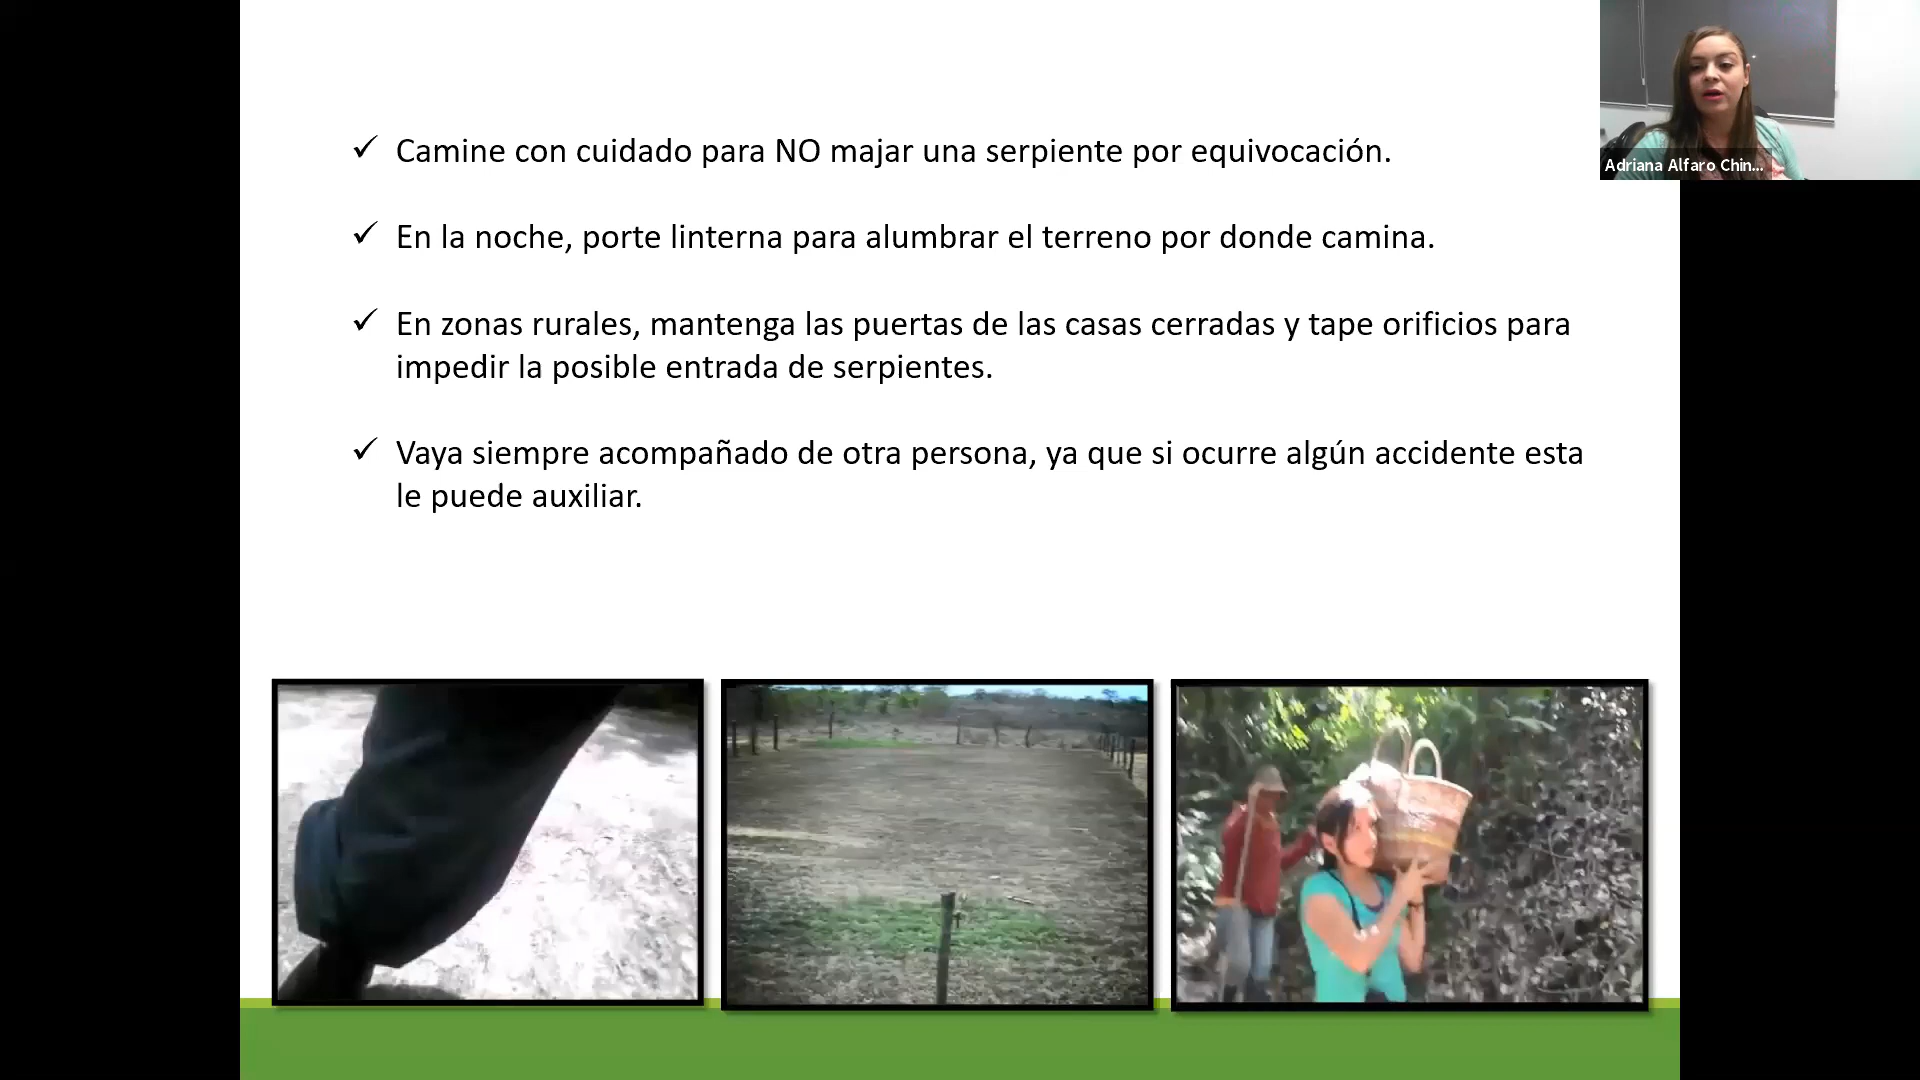 Camine con cuidado para NO majar una serpiente por equivocación.
En la noche, porte linterna para alumbrar el terreno por donde camina.
En zonas rurales, mantenga las puertas de las casas cerradas y tape orificios para
impedir la posible entrada de serpientes.
Vaya siempre acompañado de otra persona, ya que si ocurre algún accidente esta
le puede auxiliar.
Adriana Alfaro Chin...